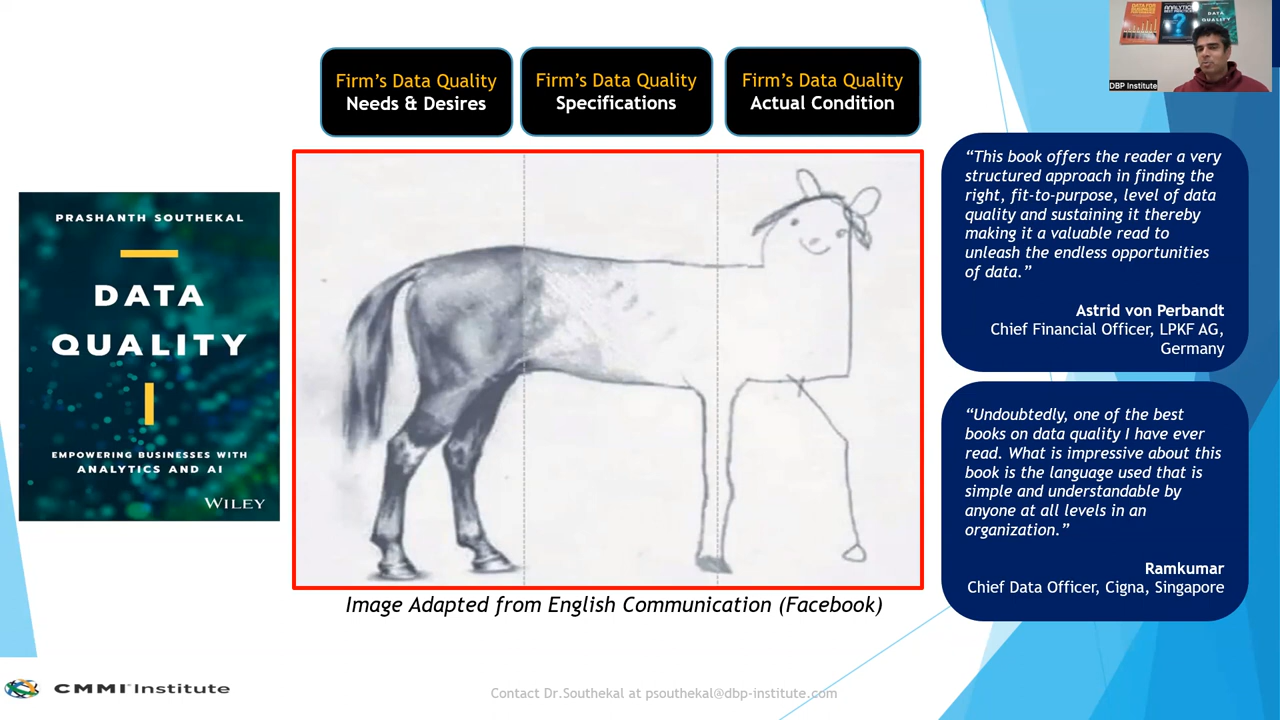 Firm's Data Quality
Needs & Desires
Firm's Data Quality
Specifications
Firm's Data Quality
Actual Condition
DATA FOR
BUSINESS
ANALYTICS
DATA
QUALITY
DBP Institute
PRASHANTH SOUTHEKAL
DATA
QUALITY
EMPOWERING BUSINESSES WITH
ANALYTICS AND AI
WILEY
Image Adapted from English Communication (Facebook)
“This book offers the reader a very
structured approach in finding the
right, fit-to-purpose, level of data
quality and sustaining it thereby
making it a valuable read to
unleash the endless opportunities
of data.”
Astrid von Perbandt
Chief Financial Officer, LPKF AG,
Germany
“Undoubtedly, one of the best
books on data quality I have ever
read. What is impressive about this
book is the language used that is
simple and understandable by
anyone at all levels in an
organization.”
Ramkumar
Chief Data Officer, Cigna, Singapore
CMMI Institute
Contact Dr.Southekal at psouthekal@dbp-institute.com